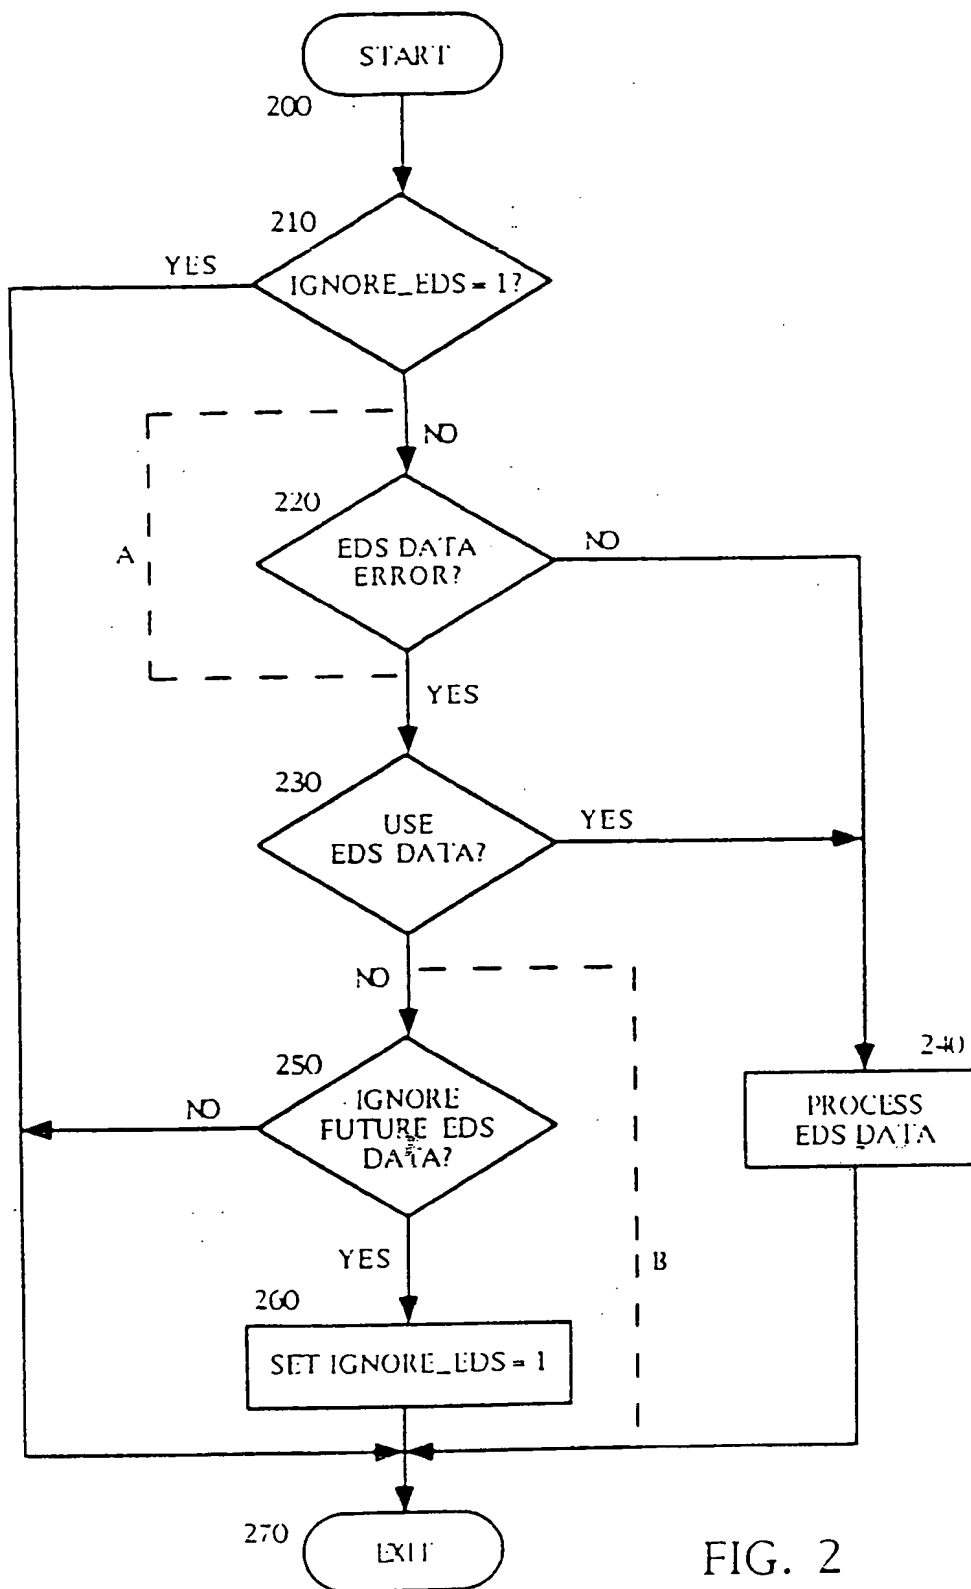 START
200
210
YES
IGNORE_EDS = 1?
NO
220
A
EDS DATA
ERROR?
NO
YES
230
USE
EDS DATA?
YES
NO
250
240
NO
IGNORE
FUTURE EDS
DATA?
PROCESS
EDS DATA
YES
B
260
SET IGNORE_EDS = 1
270
EXIT
FIG. 2